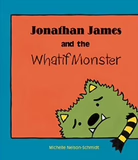 Jonathan James
and the
Whatif Monster
Michelle Nelson-Schmidt